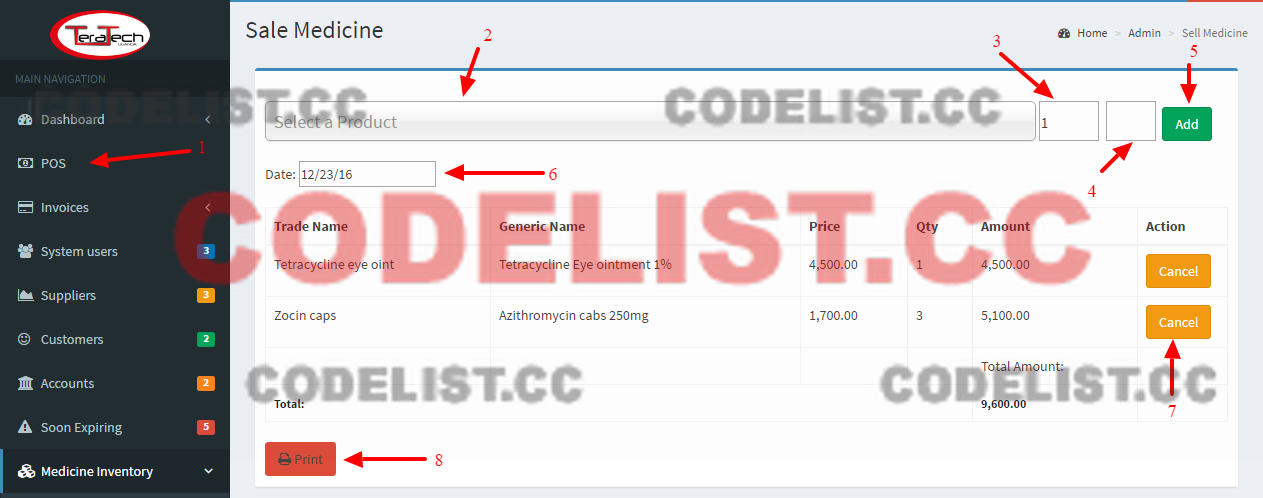 TeraTech
UGANDA
MAIN NAVIGATION
Dashboard
POS
Invoices
System users 3
Suppliers 3
Customers 2
Accounts 2
Soon Expiring 5
Medicine Inventory
Sale Medicine
Home > Admin > Sell Medicine
1
2
3
4
5
6
7
8
Select a Product 1 Add
Date: 12/23/16
Trade Name Generic Name Price Qty Amount Action
Tetracycline eye oint Tetracycline Eye ointment 1% 4,500.00 1 4,500.00 Cancel
Zocin caps Azithromycin cabs 250mg 1,700.00 3 5,100.00 Cancel
Total Amount:
Total: 9,600.00
Print
CODELIST.CC
CODELIST.CC
CODELIST.CC
CODELIST.CC
CODELIST.CC